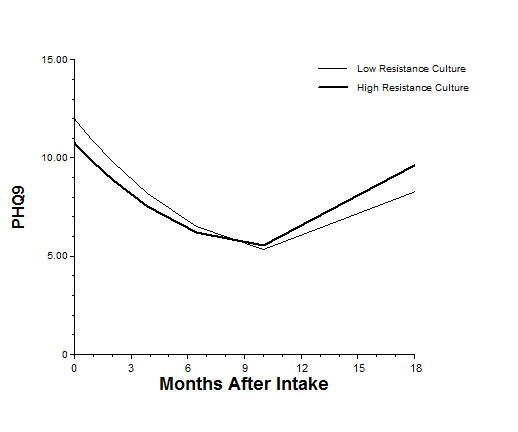 15.00
Low Resistance Culture
High Resistance Culture
10.00
PHQ9
5.00
0
0 3 6 9 12 15 18
Months After Intake